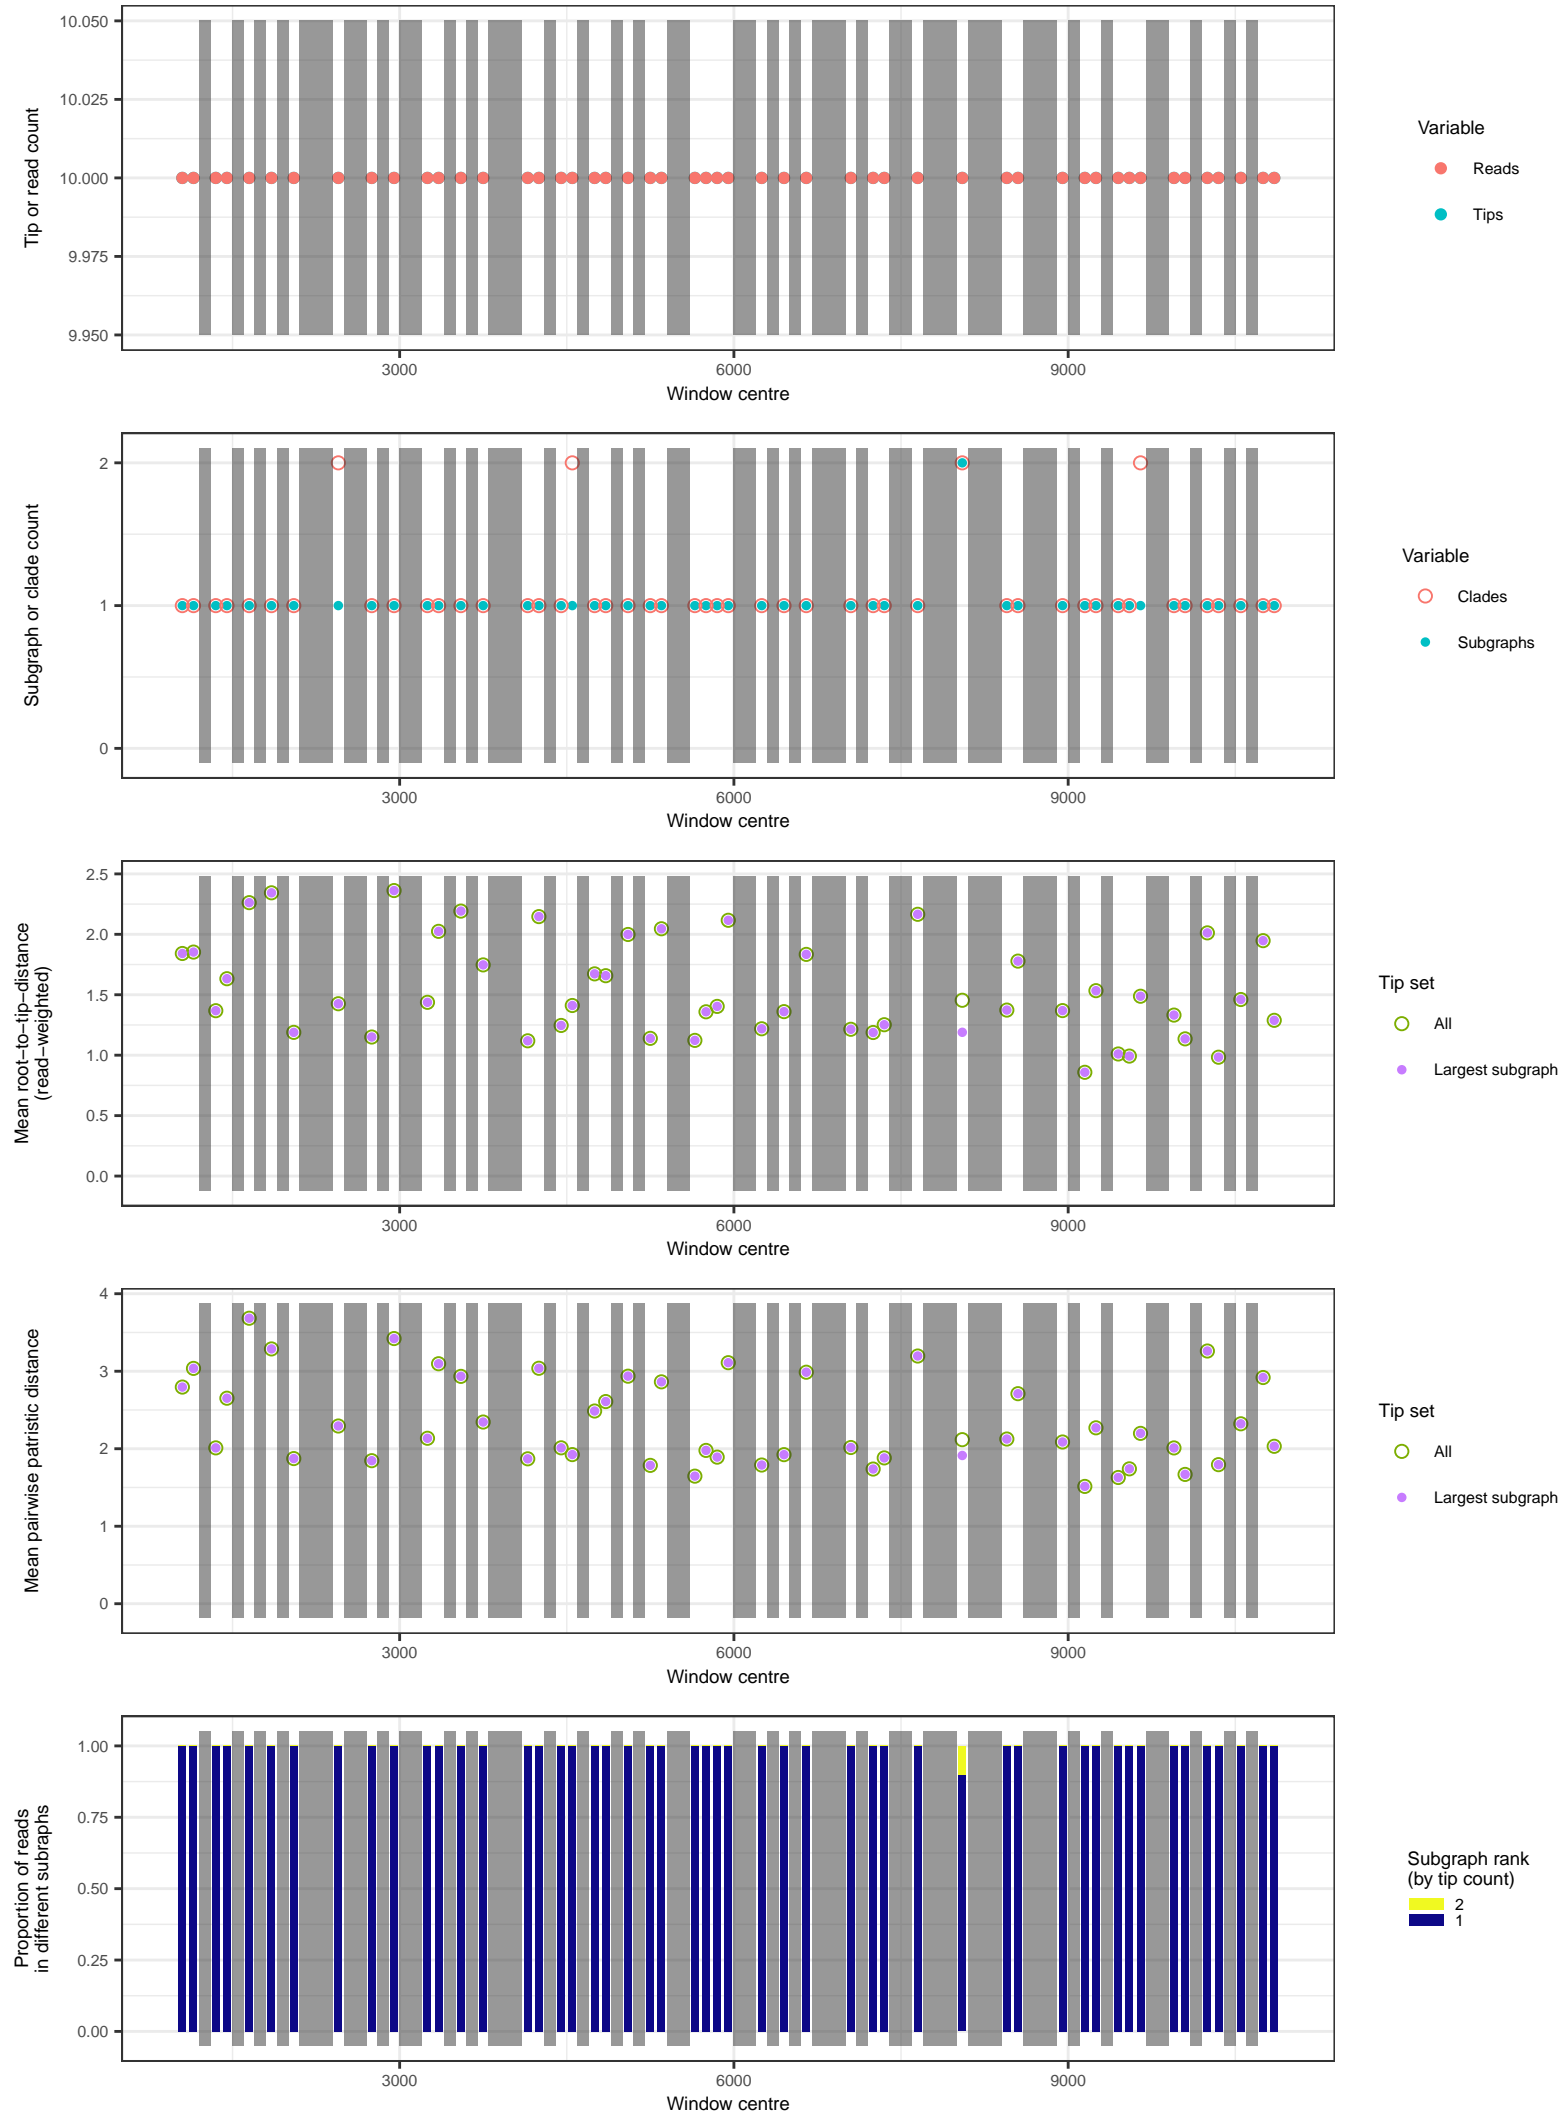 10.050
10.025
10.000
9.975
9.950
Tip or read count
3000
6000
9000
Window centre
Variable
Reads
Tips
2
1
0
Subgraph or clade count
3000
6000
9000
Window centre
Variable
Clades
Subgraphs
2.5
2.0
1.5
1.0
0.5
0.0
Mean root−to−tip−distance
(read−weighted)
3000
6000
9000
Window centre
Tip set
All
Largest subgraph
4
3
2
1
0
Mean pairwise patristic distance
3000
6000
9000
Window centre
Tip set
All
Largest subgraph
1.00
0.75
0.50
0.25
0.00
Proportion of reads
in different subraphs
3000
6000
9000
Window centre
Subgraph rank
(by tip count)
2
1